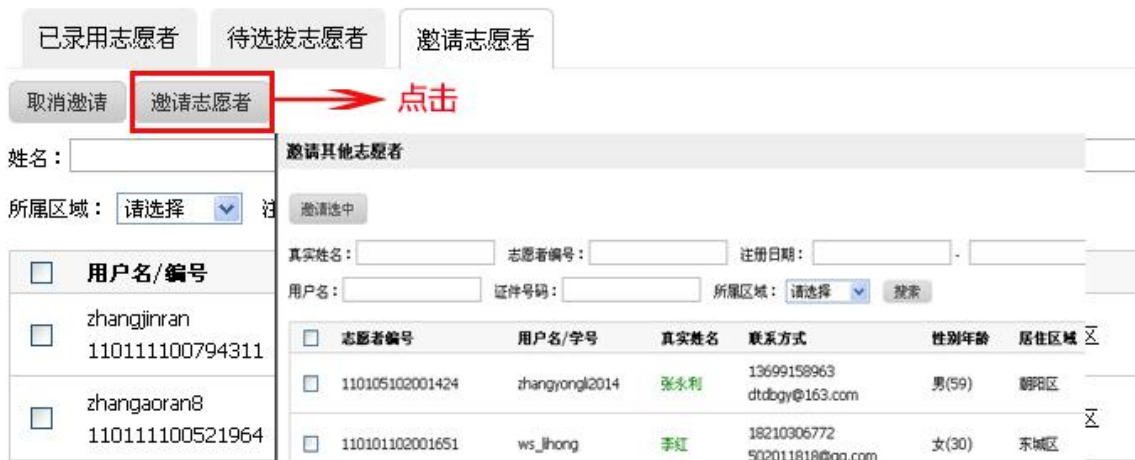 已录用志愿者 待选拔志愿者 邀请志愿者
取消邀请 邀请志愿者 点击
姓名：
邀请其他志愿者
所属区域： 请选择
邀请选中
真实姓名： 志愿者编号： 注册日期： -
用户名： 证件号码： 所属区域： 请选择 搜索
用户名/编号
志愿者编号 用户名/学号 真实姓名 联系方式 性别年龄 居住区域
zhangjinran
110111100794311
110105102001424 zhangyongli2014 张永利 13699158963 男(59) 朝阳区
dtdbgy@163.com
zhangaoran8
110111100521964
110101102001651 ws_lihong 李红 18210306772 女(30) 东城区
502011818@qq.com